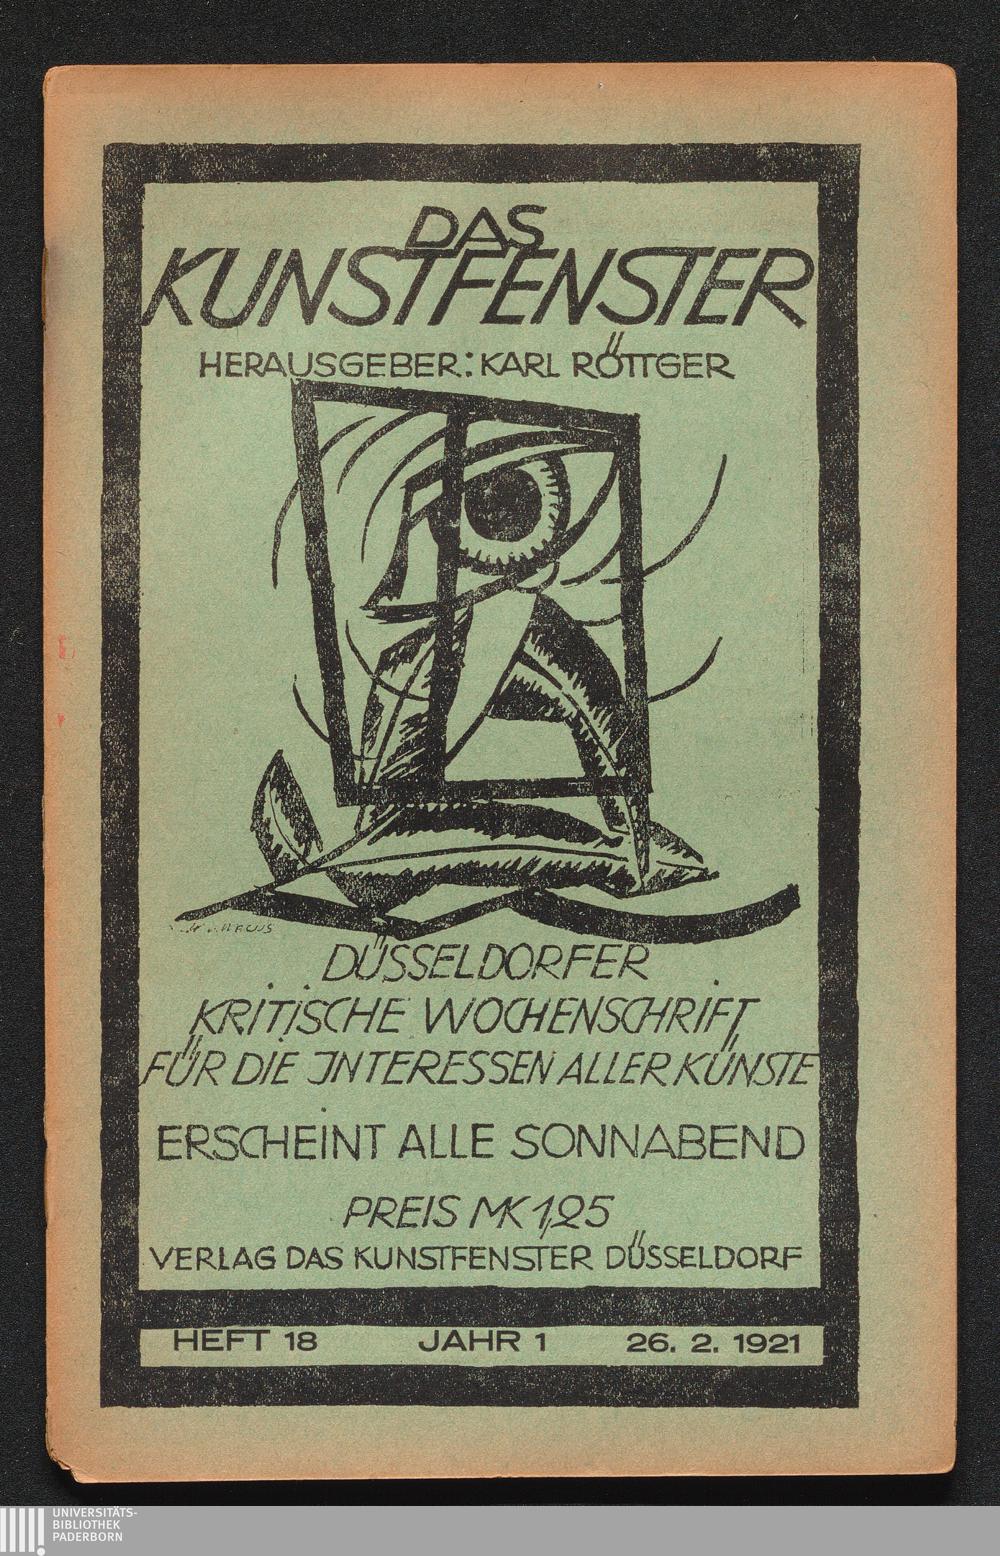 DAS
KUNSTFENSTER
HERAUSGEBER: KARL RÖTTGER
DÜSSELDORFER
KRITISCHE WOCHENSCHRIFT
FÜR DIE INTERESSEN ALLER KÜNSTE
ERSCHEINT ALLE SONNABEND
PREIS MK 1,25
VERLAG DAS KUNSTFENSTER DÜSSELDORF
HEFT 18 JAHR 1 26. 2. 1921
UNIVERSITÄTS-
BIBLIOTHEK
PADERBORN